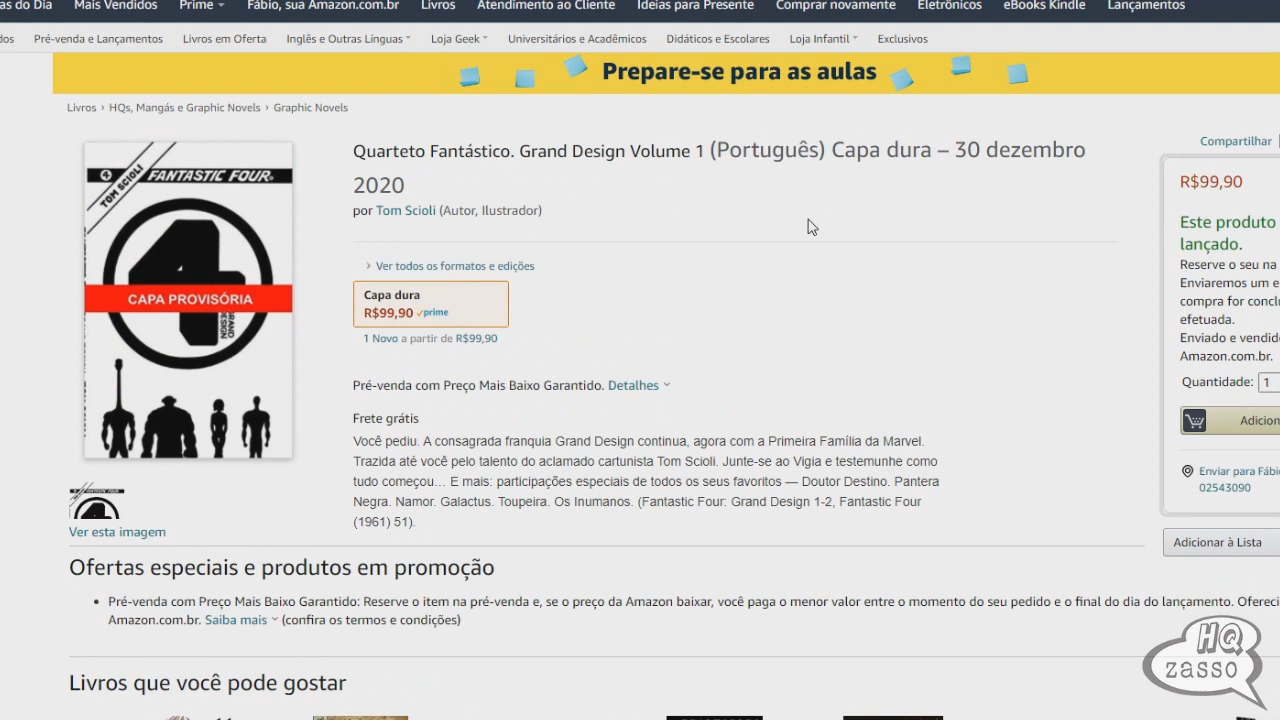 as do Dia Mais Vendidos Prime Fábio, sua Amazon.com.br Livros Atendimento ao Cliente Ideias para Presente Comprar novamente Eletrônicos eBooks Kindle Lançamentos
dos Pré-venda e Lançamentos Livros em Oferta Inglês e Outras Línguas Loja Geek Universitários e Acadêmicos Didáticos e Escolares Loja Infantil Exclusivos
Prepare-se para as aulas
Livros › HQs, Mangás e Graphic Novels › Graphic Novels
TOM SCIOLI
FANTASTIC FOUR
4
CAPA PROVISÓRIA
GRAND
DESIGN
Ver esta imagem
Quarteto Fantástico. Grand Design Volume 1 (Português) Capa dura – 30 dezembro
2020
por Tom Scioli (Autor, Ilustrador)
› Ver todos os formatos e edições
Capa dura
R$99,90 prime
1 Novo a partir de R$99,90
Pré-venda com Preço Mais Baixo Garantido. Detalhes
Frete grátis
Você pediu. A consagrada franquia Grand Design continua, agora com a Primeira Família da Marvel.
Trazida até você pelo talento do aclamado cartunista Tom Scioli. Junte-se ao Vigia e testemunhe como
tudo começou... E mais: participações especiais de todos os seus favoritos — Doutor Destino. Pantera
Negra. Namor. Galactus. Toupeira. Os Inumanos. (Fantastic Four: Grand Design 1-2, Fantastic Four
(1961) 51).
Compartilhar
R$99,90
Este produto
lançado.
Reserve o seu na
Enviaremos um e
compra for conclu
efetuada.
Enviado e vendido
Amazon.com.br.
Quantidade: 1
Adicion
Enviar para Fábi
02543090
Adicionar à Lista
Ofertas especiais e produtos em promoção
• Pré-venda com Preço Mais Baixo Garantido: Reserve o item na pré-venda e, se o preço da Amazon baixar, você paga o menor valor entre o momento do seu pedido e o final do dia do lançamento. Ofereci
Amazon.com.br. Saiba mais (confira os termos e condições)
Livros que você pode gostar
HQ
zasso